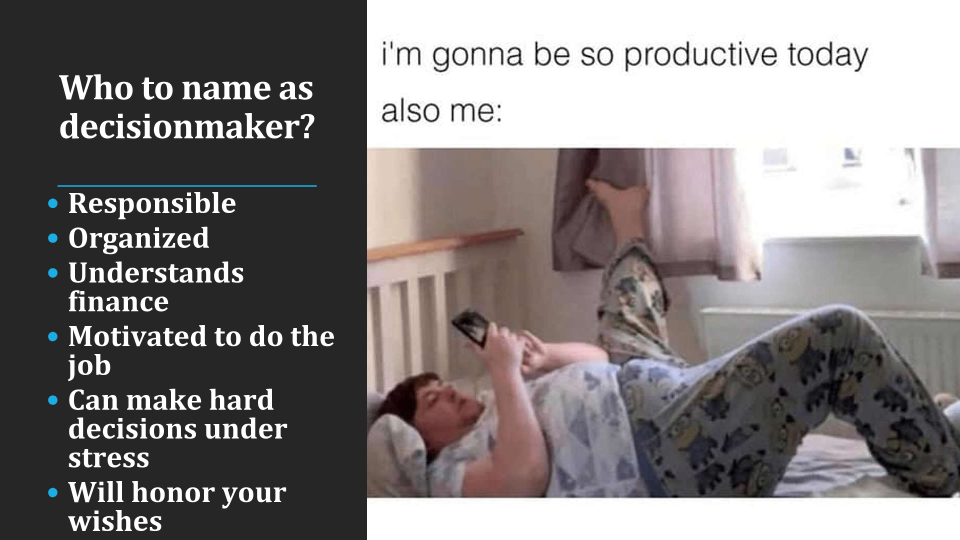 Who to name as
decisionmaker?
• Responsible
• Organized
• Understands
finance
• Motivated to do the
job
• Can make hard
decisions under
stress
• Will honor your
wishes
i'm gonna be so productive today
also me: